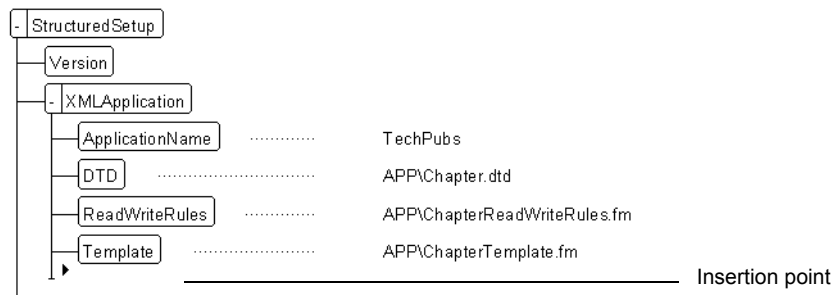 - StructuredSetup
Version
- XMLApplication
ApplicationName ............. TechPubs
DTD ............................. APP\Chapter.dtd
ReadWriteRules ............. APP\ChapterReadWriteRules.fm
Template ...................... APP\ChapterTemplate.fm
Insertion point